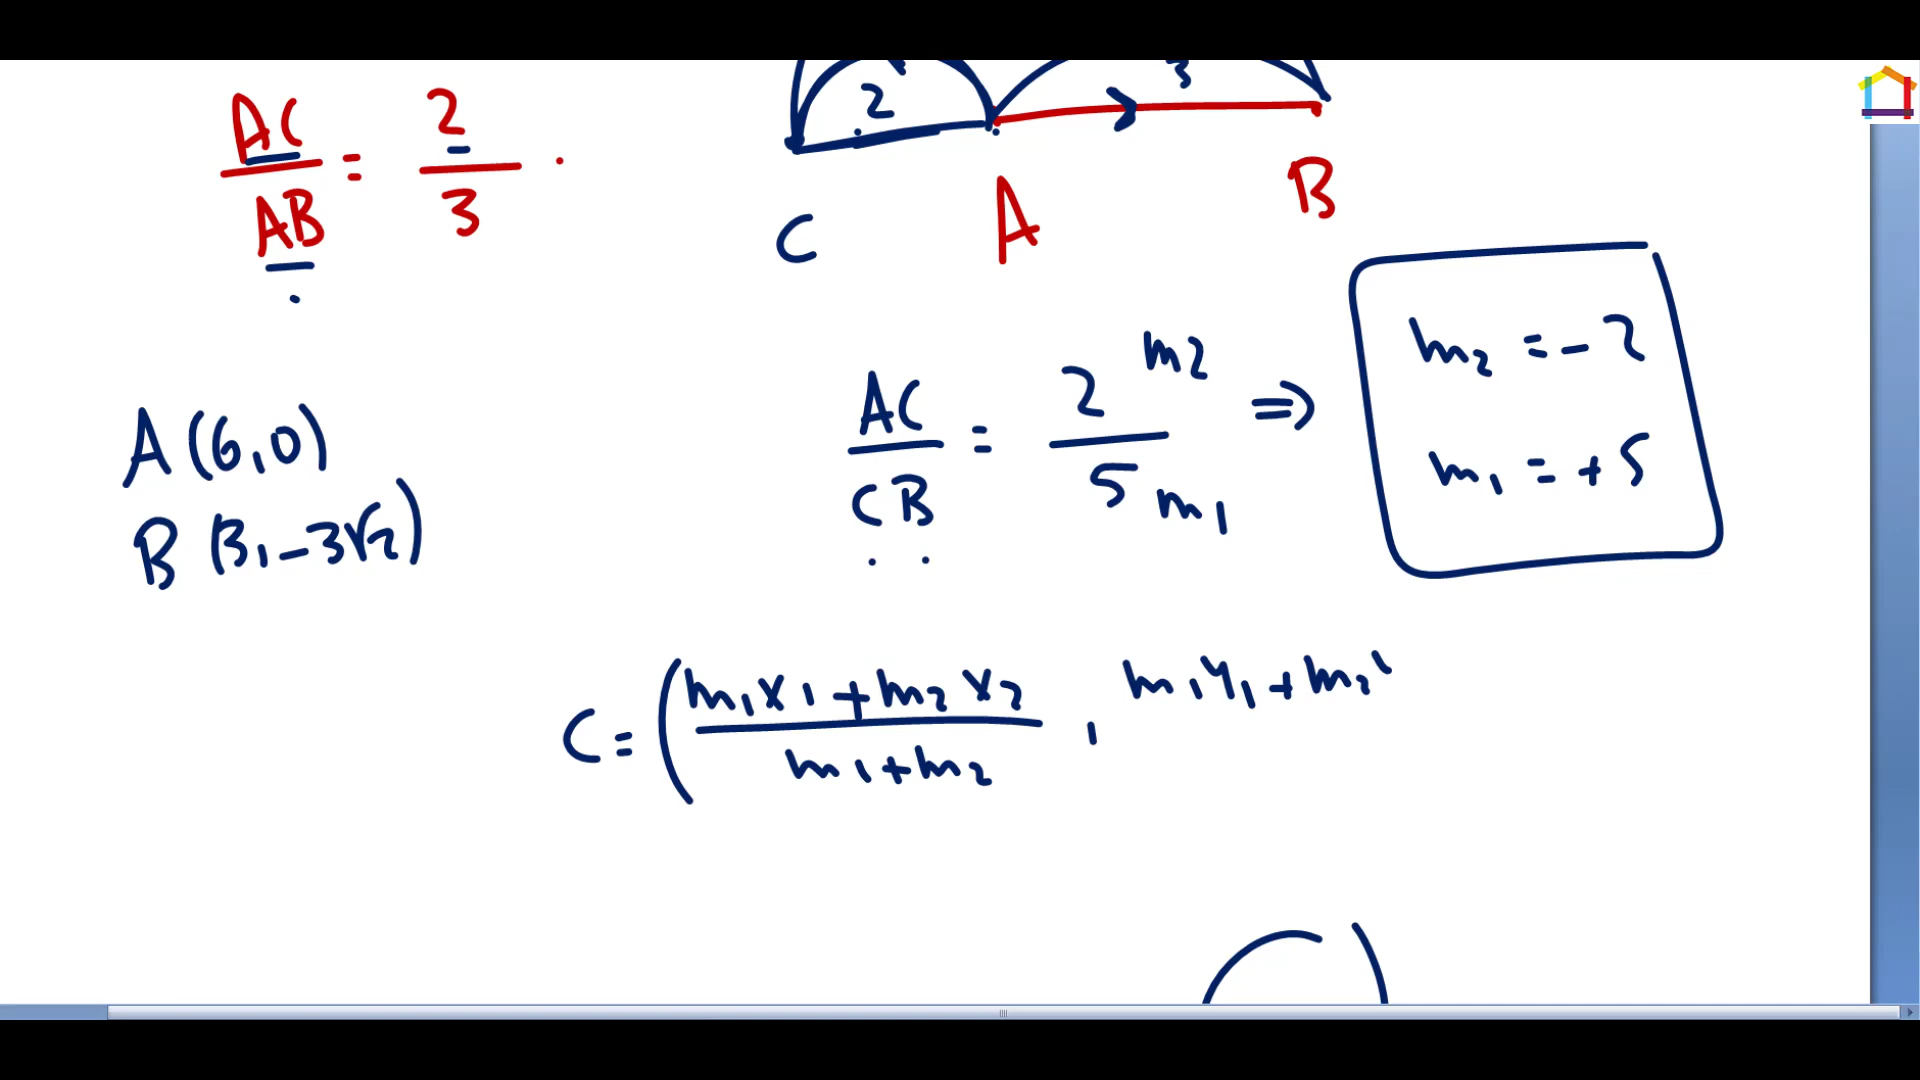 AC/AB = 2/3 .
2 3
C A B
AC/CB = 2 m2 / 5 m1 ⇒
m2 = -2
m1 = +5
A (6,0)
B (3, -3√2)
C = ( (m1x1 + m2x2)/(m1+m2) , m1y1 + m2